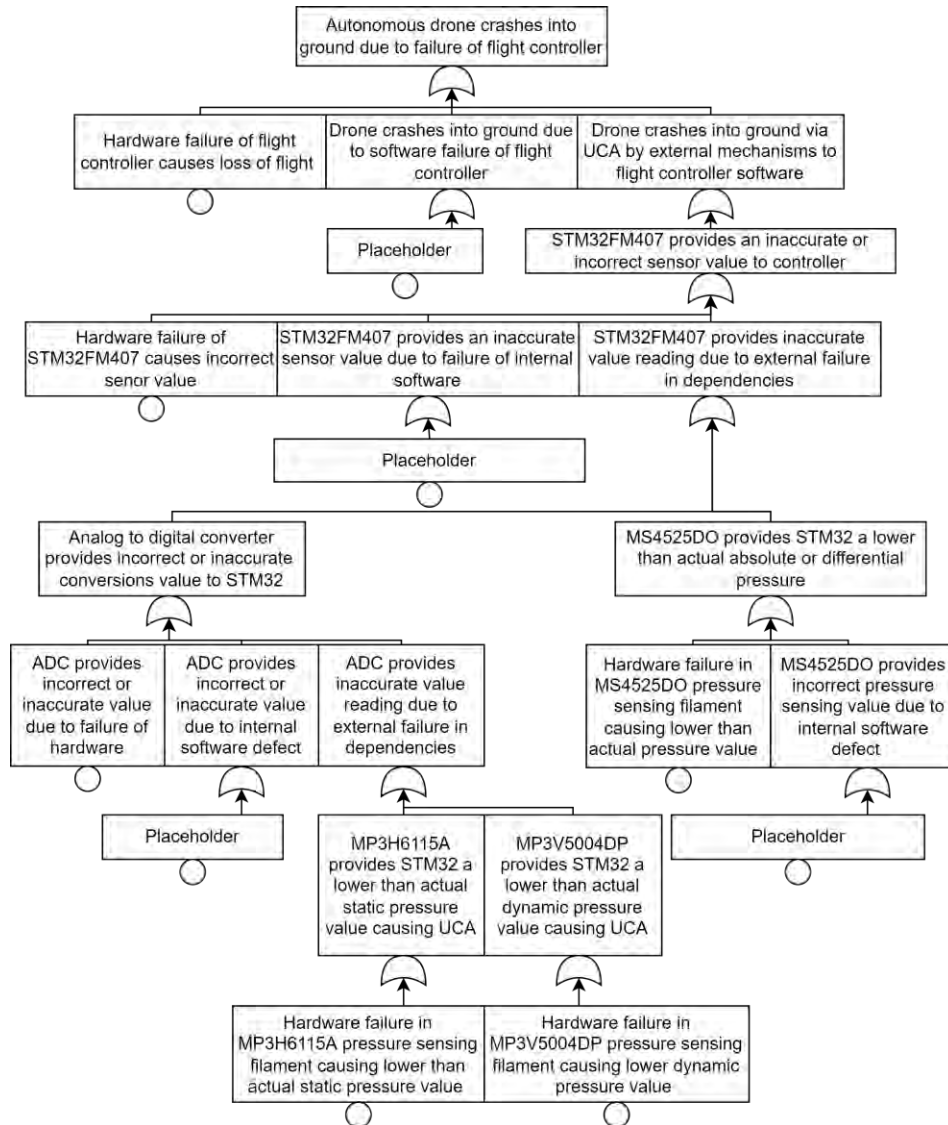 Autonomous drone crashes into
ground due to failure of flight controller
Hardware failure of flight
controller causes loss of flight
Drone crashes into ground due
to software failure of flight
controller
Drone crashes into ground via
UCA by external mechanisms to
flight controller software
Placeholder
STM32FM407 provides an inaccurate or
incorrect sensor value to controller
Hardware failure of
STM32FM407 causes incorrect
senor value
STM32FM407 provides an inaccurate
sensor value due to failure of internal
software
STM32FM407 provides inaccurate
value reading due to external failure
in dependencies
Placeholder
Analog to digital converter
provides incorrect or inaccurate
conversions value to STM32
MS4525DO provides STM32 a lower
than actual absolute or differential
pressure
ADC provides
incorrect or
inaccurate value
due to failure of
hardware
ADC provides
incorrect or
inaccurate value
due to internal
software defect
ADC provides
inaccurate value
reading due to
external failure in
dependencies
Hardware failure in
MS4525DO pressure
sensing filament
causing lower than
actual pressure value
MS4525DO provides
incorrect pressure
sensing value due to
internal software
defect
Placeholder
Placeholder
MP3H6115A
provides STM32 a
lower than actual
static pressure
value causing UCA
MP3V5004DP
provides STM32 a
lower than actual
dynamic pressure
value causing UCA
Hardware failure in
MP3H6115A pressure sensing
filament causing lower than
actual static pressure value
Hardware failure in
MP3V5004DP pressure sensing
filament causing lower dynamic
pressure value